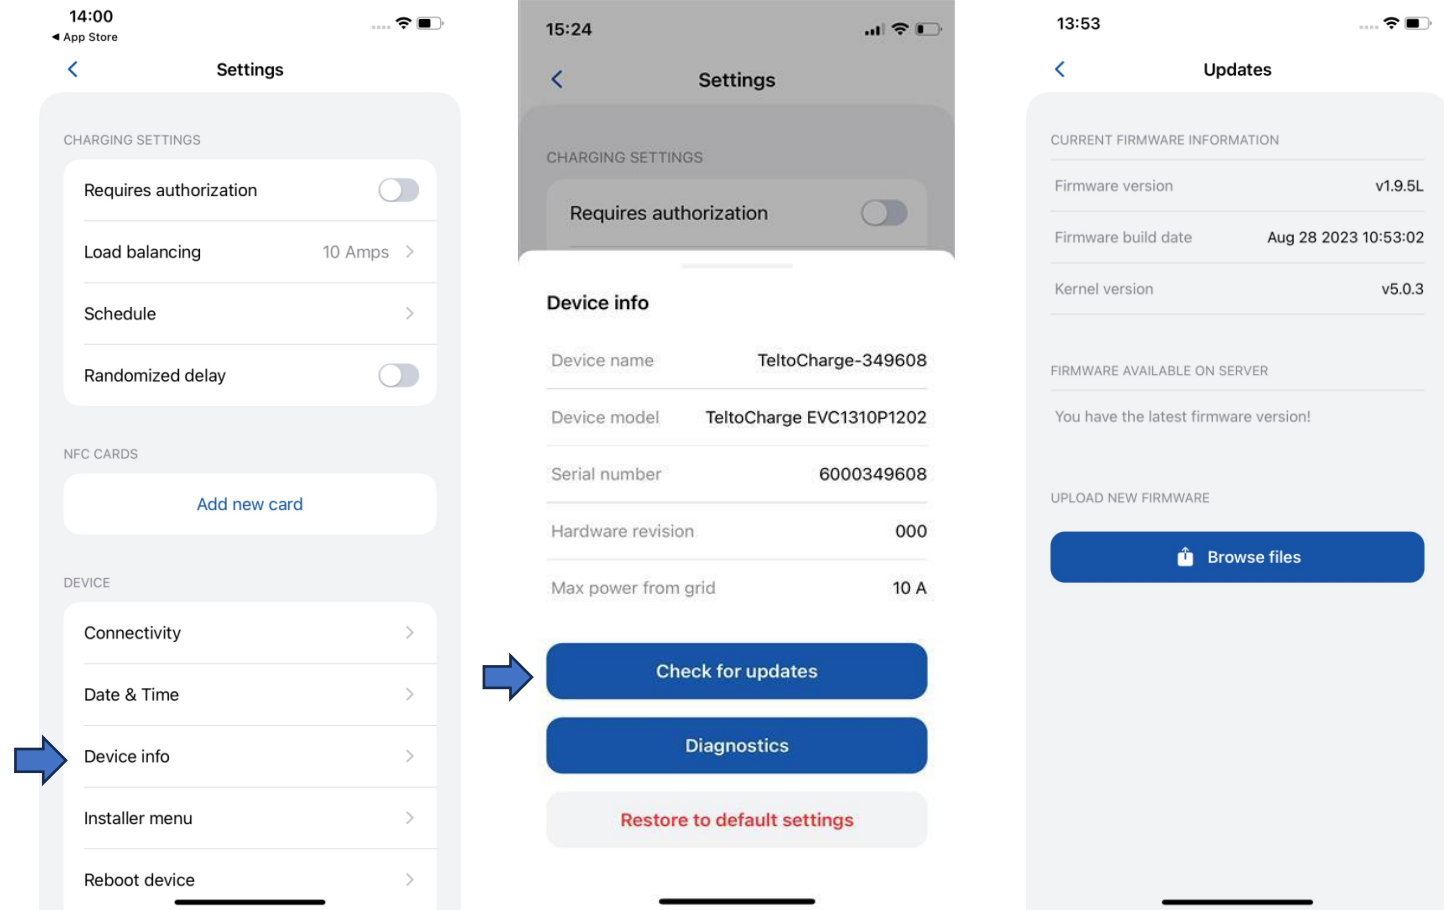 14:00
◀ App Store
Settings
CHARGING SETTINGS
Requires authorization
Load balancing 10 Amps
Schedule
Randomized delay
NFC CARDS
Add new card
DEVICE
Connectivity
Date & Time
Device info
Installer menu
Reboot device
15:24
Settings
CHARGING SETTINGS
Requires authorization
Device info
Device name TeltoCharge-349608
Device model TeltoCharge EVC1310P1202
Serial number 6000349608
Hardware revision 000
Max power from grid 10 A
Check for updates
Diagnostics
Restore to default settings
13:53
Updates
CURRENT FIRMWARE INFORMATION
Firmware version v1.9.5L
Firmware build date Aug 28 2023 10:53:02
Kernel version v5.0.3
FIRMWARE AVAILABLE ON SERVER
You have the latest firmware version!
UPLOAD NEW FIRMWARE
Browse files